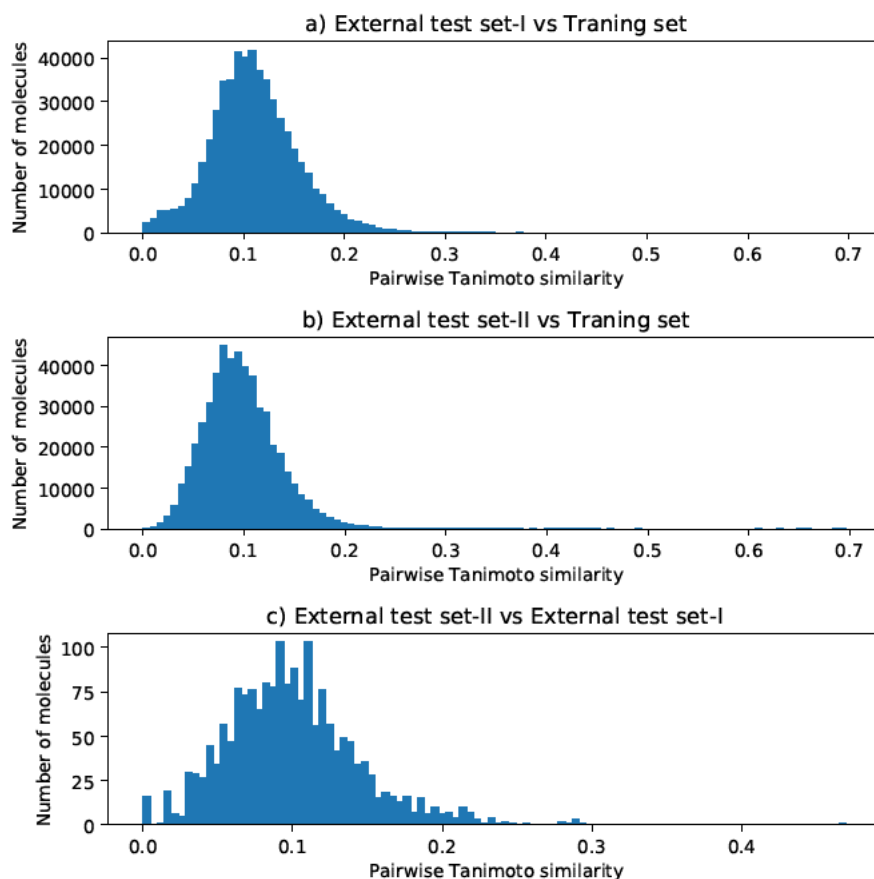 a) External test set-I vs Traning set
Number of molecules
40000
30000
20000
10000
0
0.0 0.1 0.2 0.3 0.4 0.5 0.6 0.7
Pairwise Tanimoto similarity
b) External test set-II vs Traning set
Number of molecules
40000
30000
20000
10000
0
0.0 0.1 0.2 0.3 0.4 0.5 0.6 0.7
Pairwise Tanimoto similarity
c) External test set-II vs External test set-I
Number of molecules
100
75
50
25
0
0.0 0.1 0.2 0.3 0.4
Pairwise Tanimoto similarity